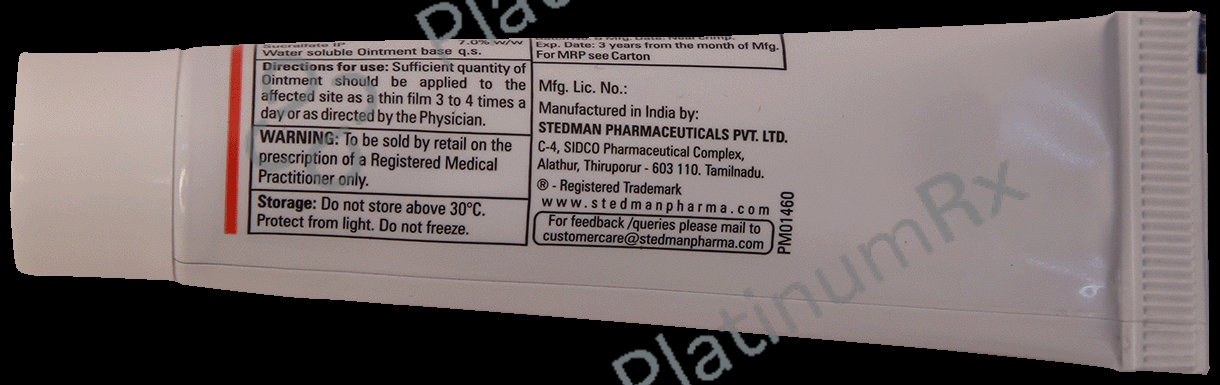 Sucralfate IP 7.0% w/w
Water soluble Ointment base q.s.
Directions for use: Sufficient quantity of
Ointment should be applied to the
affected site as a thin film 3 to 4 times a
day or as directed by the Physician.
WARNING: To be sold by retail on the
prescription of a Registered Medical
Practitioner only.
Storage: Do not store above 30°C.
Protect from light. Do not freeze.
Exp. Date: 3 years from the month of Mfg.
For MRP see Carton
Mfg. Lic. No.:
Manufactured in India by:
STEDMAN PHARMACEUTICALS PVT. LTD.
C-4, SIDCO Pharmaceutical Complex,
Alathur, Thiruporur - 603 110. Tamilnadu.
® - Registered Trademark
www.stedmanpharma.com
For feedback /queries please mail to
customercare@stedmanpharma.com
PM01460
Platinum
PlatinumRx